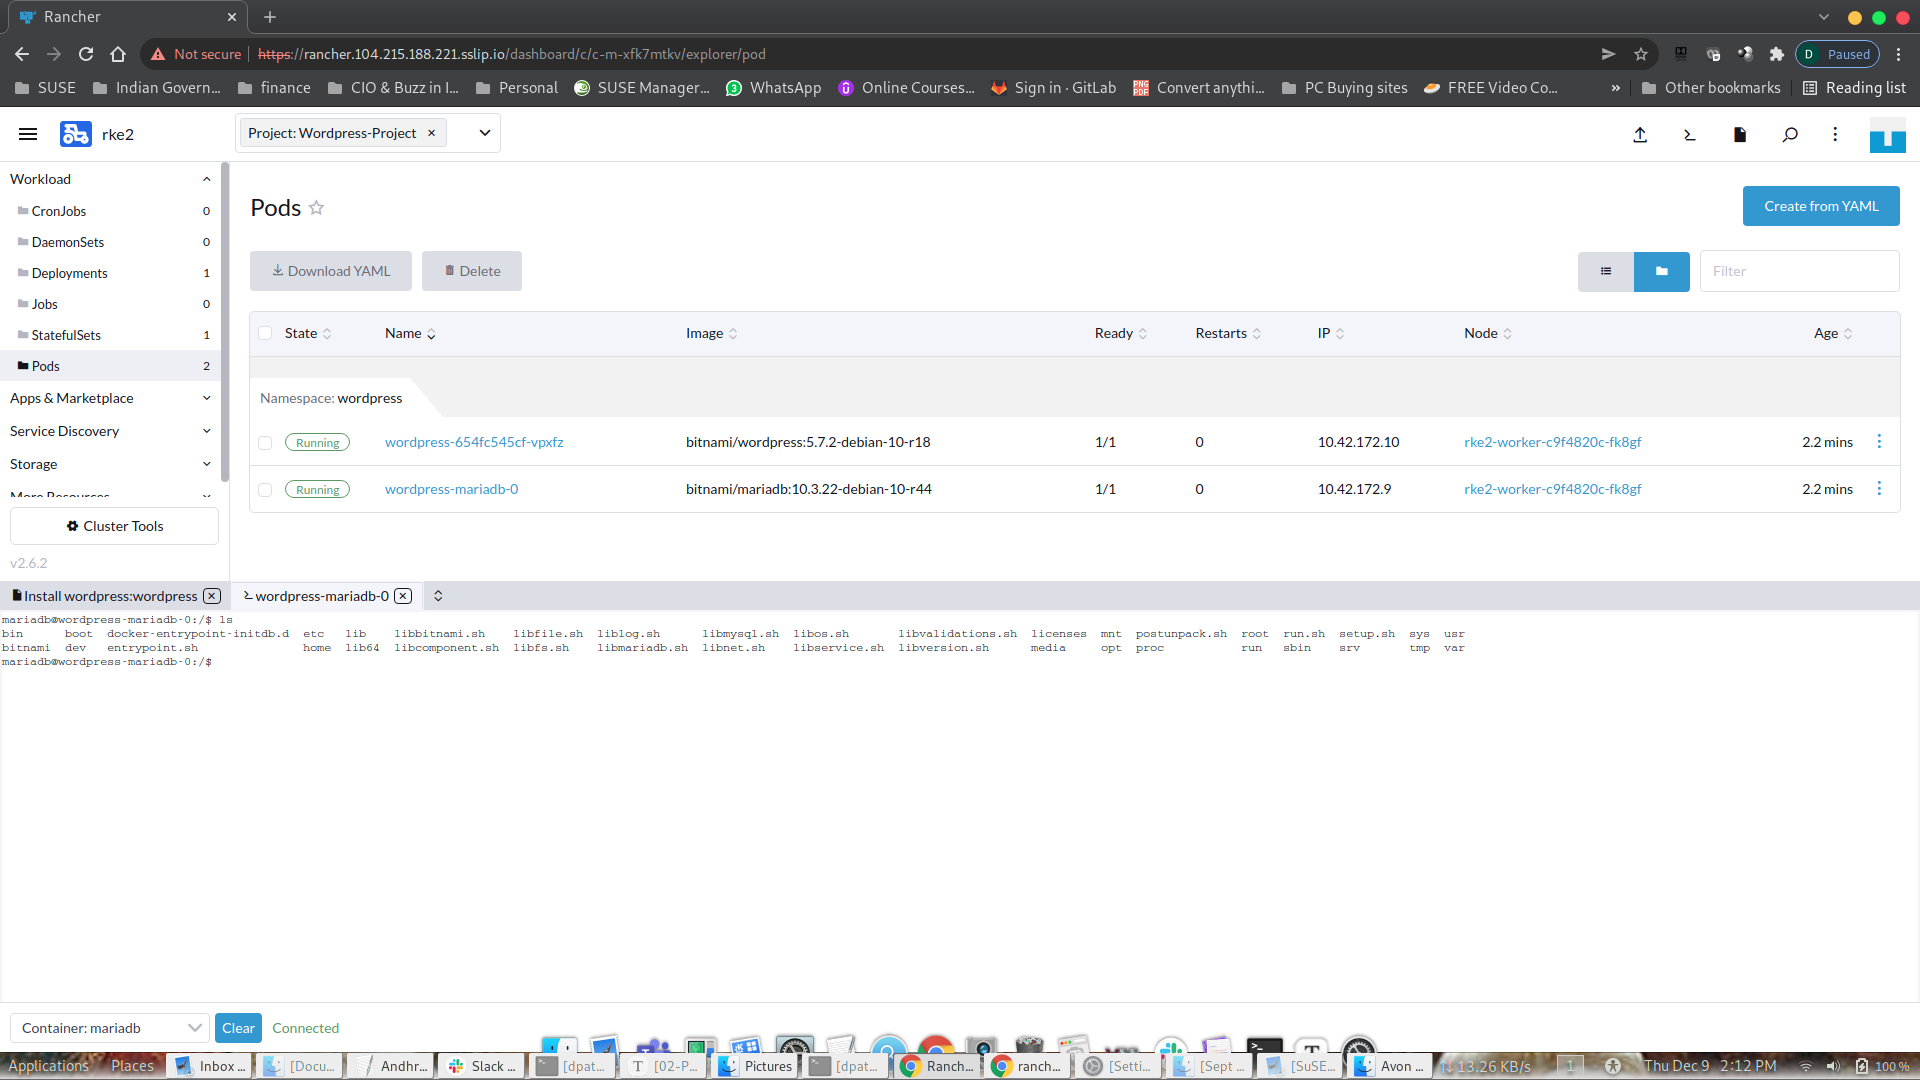 Rancher
Not secure https://rancher.104.215.188.221.sslip.io/dashboard/c/c-m-xfk7mtkv/explorer/pod
D Paused
SUSE Indian Govern... finance CIO & Buzz in I... Personal SUSE Manager... WhatsApp Online Courses... Sign in · GitLab Convert anythi... PC Buying sites FREE Video Co... » Other bookmarks Reading list
rke2 Project: Wordpress-Project
Workload
CronJobs 0
DaemonSets 0
Deployments 1
Jobs 0
StatefulSets 1
Pods 2
Apps & Marketplace
Service Discovery
Storage
More Resources
Cluster Tools
v2.6.2
Pods
Create from YAML
Download YAML Delete
Filter
State Name Image Ready Restarts IP Node Age
Namespace: wordpress
Running wordpress-654fc545cf-vpxfz bitnami/wordpress:5.7.2-debian-10-r18 1/1 0 10.42.172.10 rke2-worker-c9f4820c-fk8gf 2.2 mins
Running wordpress-mariadb-0 bitnami/mariadb:10.3.22-debian-10-r44 1/1 0 10.42.172.9 rke2-worker-c9f4820c-fk8gf 2.2 mins
Install wordpress:wordpress wordpress-mariadb-0
mariadb@wordpress-mariadb-0:/$ ls
bin boot docker-entrypoint-initdb.d etc lib libbitnami.sh libfile.sh liblog.sh libmysql.sh libos.sh libvalidations.sh licenses mnt postunpack.sh root run.sh setup.sh sys usr
bitnami dev entrypoint.sh home lib64 libcomponent.sh libfs.sh libmariadb.sh libnet.sh libservice.sh libversion.sh media opt proc run sbin srv tmp var
mariadb@wordpress-mariadb-0:/$
Container: mariadb Clear Connected
Applications Places Inbox ... [Docu... Andhr... Slack ... [dpat... [02-P... Pictures [dpat... Ranch... ranch... [Setti... [Sept ... [SuSE... Avon ... 13.26 KB/s 1 Thu Dec 9 2:12 PM 100 %